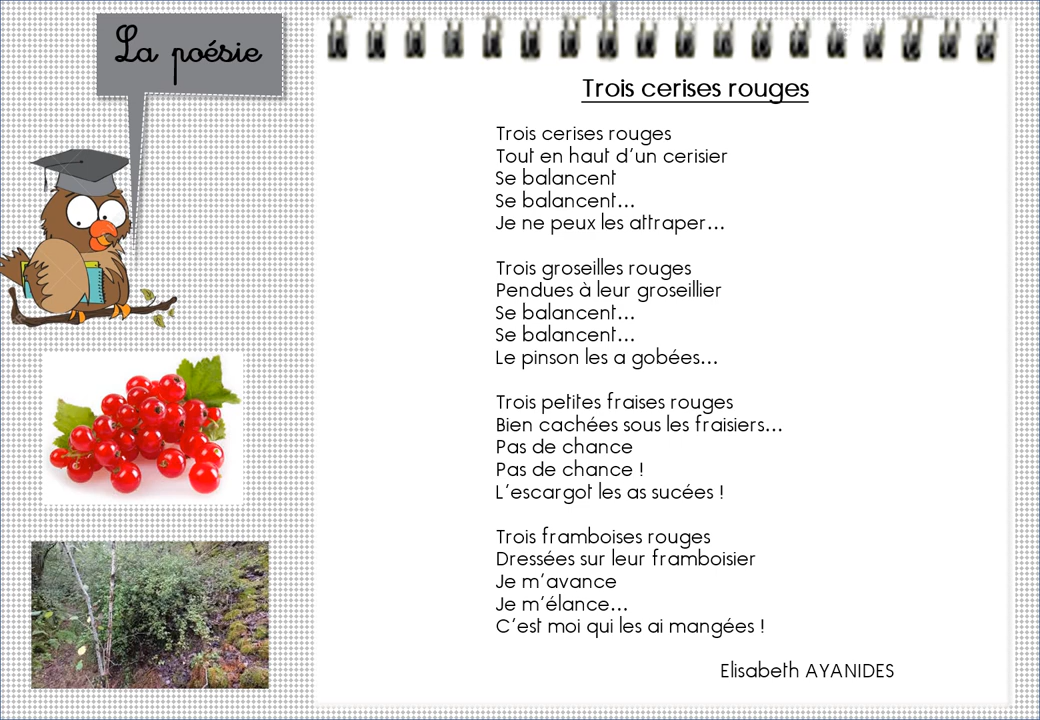 La poésie
Trois cerises rouges
Trois cerises rouges
Tout en haut d'un cerisier
Se balancent
Se balancent...
Je ne peux les attraper...
Trois groseilles rouges
Pendues à leur groseillier
Se balancent...
Se balancent...
Le pinson les a gobées...
Trois petites fraises rouges
Bien cachées sous les fraisiers...
Pas de chance
Pas de chance !
L'escargot les as sucées !
Trois framboises rouges
Dressées sur leur framboisier
Je m'avance
Je m'élance...
C'est moi qui les ai mangées !
Elisabeth AYANIDES